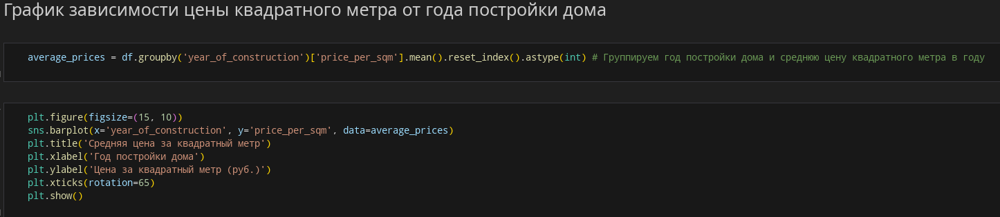 График зависимости цены квадратного метра от года постройки дома
average_prices = df.groupby('year_of_construction')['price_per_sqm'].mean().reset_index().astype(int) # Группируем год постройки дома и среднюю цену квадратного метра в году
plt.figure(figsize=(15, 10))
sns.barplot(x='year_of_construction', y='price_per_sqm', data=average_prices)
plt.title('Средняя цена за квадратный метр')
plt.xlabel('Год постройки дома')
plt.ylabel('Цена за квадратный метр (руб.)')
plt.xticks(rotation=65)
plt.show()